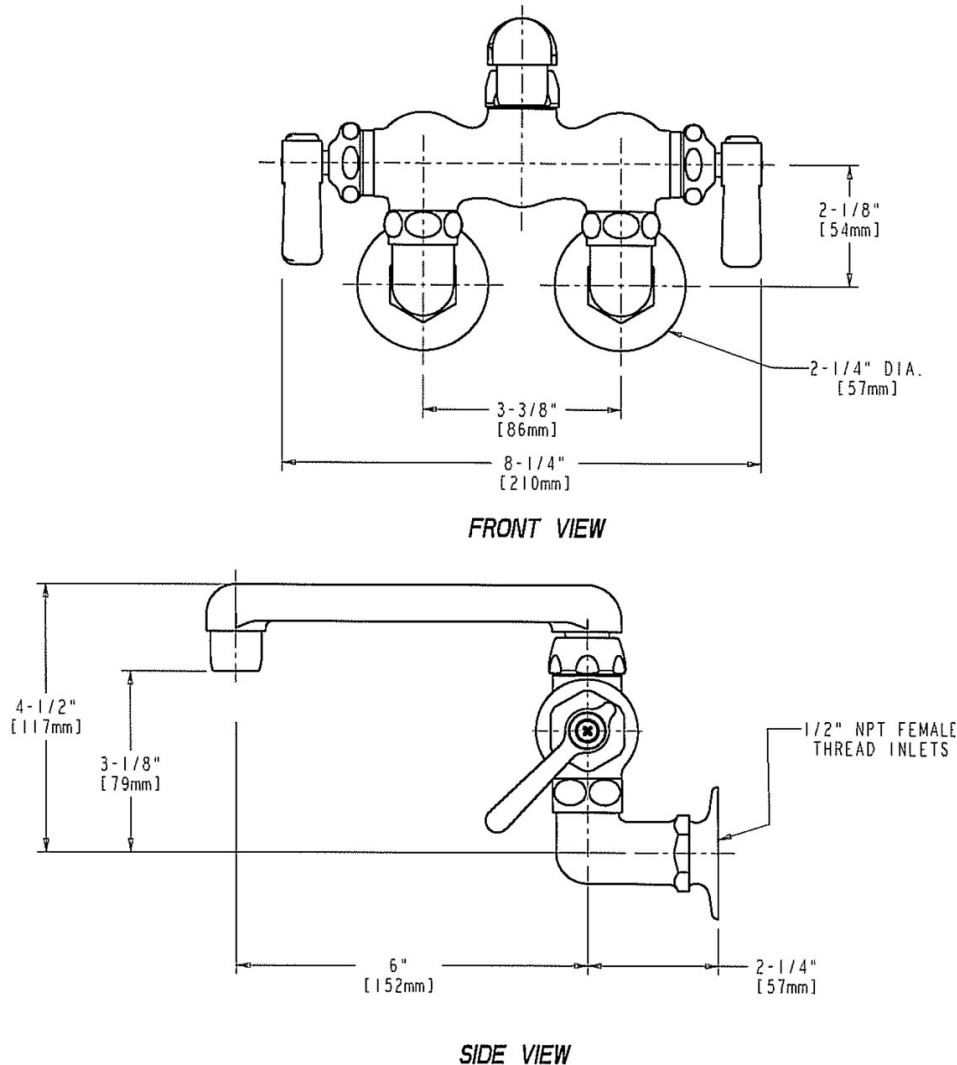 2-1/8"
[54mm]
2-1/4" DIA.
[57mm]
3-3/8"
[86mm]
8-1/4"
[210mm]
FRONT VIEW
4-1/2"
[117mm]
3-1/8"
[79mm]
1/2" NPT FEMALE
THREAD INLETS
6"
[152mm]
2-1/4"
[57mm]
SIDE VIEW